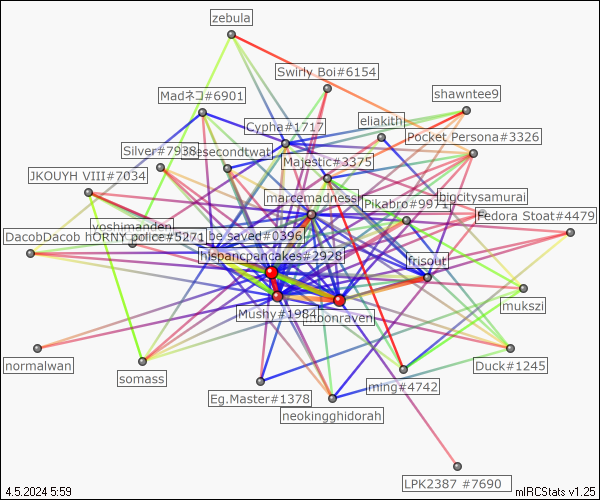 zebula
Swirly Boi#6154
Madネコ#6901
shawntee9
eliakith
Cypha#1717
Pocket Persona#3326
Silver#7938
esecondtwat
Majestic#3375
JKOUYH VIII#7034
marcemadness
bigcitysamurai
Pikabro#9971
Fedora Stoat#4479
yoshimanden
DacobDacob HORNY police#5271
be saved#0396
hispanicpancakes#2928
frisout
mukszi
Mushy#1984
monraven
normalwan
somass
Duck#1245
ming#4742
Eg.Master#1378
neokingghidorah
LPK2387 #7690
4.5.2024 5:59
mIRCStats v1.25